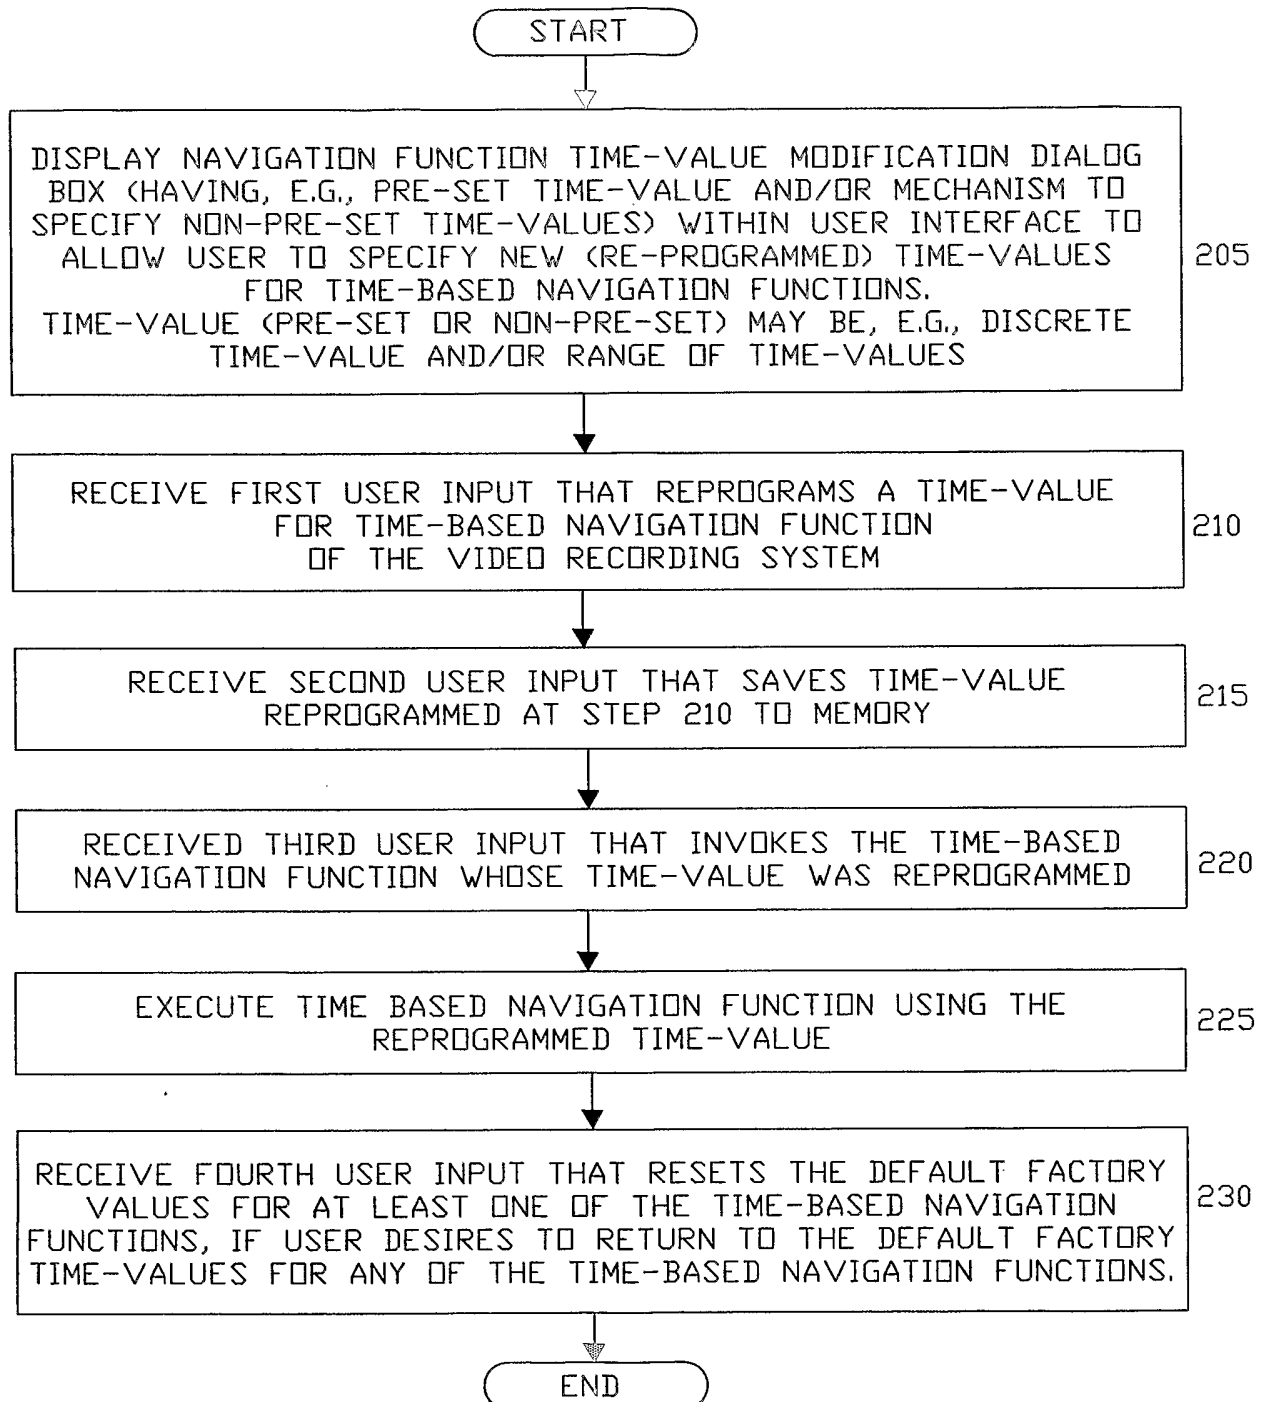 START
DISPLAY NAVIGATION FUNCTION TIME-VALUE MODIFICATION DIALOG
BOX (HAVING, E.G., PRE-SET TIME-VALUE AND/OR MECHANISM TO
SPECIFY NON-PRE-SET TIME-VALUES) WITHIN USER INTERFACE TO
ALLOW USER TO SPECIFY NEW (RE-PROGRAMMED) TIME-VALUES
FOR TIME-BASED NAVIGATION FUNCTIONS.
TIME-VALUE (PRE-SET OR NON-PRE-SET) MAY BE, E.G., DISCRETE
TIME-VALUE AND/OR RANGE OF TIME-VALUES
205
RECEIVE FIRST USER INPUT THAT REPROGRAMS A TIME-VALUE
FOR TIME-BASED NAVIGATION FUNCTION
OF THE VIDEO RECORDING SYSTEM
210
RECEIVE SECOND USER INPUT THAT SAVES TIME-VALUE
REPROGRAMMED AT STEP 210 TO MEMORY
215
RECEIVED THIRD USER INPUT THAT INVOKES THE TIME-BASED
NAVIGATION FUNCTION WHOSE TIME-VALUE WAS REPROGRAMMED
220
EXECUTE TIME BASED NAVIGATION FUNCTION USING THE
REPROGRAMMED TIME-VALUE
225
RECEIVE FOURTH USER INPUT THAT RESETS THE DEFAULT FACTORY
VALUES FOR AT LEAST ONE OF THE TIME-BASED NAVIGATION
FUNCTIONS, IF USER DESIRES TO RETURN TO THE DEFAULT FACTORY
TIME-VALUES FOR ANY OF THE TIME-BASED NAVIGATION FUNCTIONS.
230
END